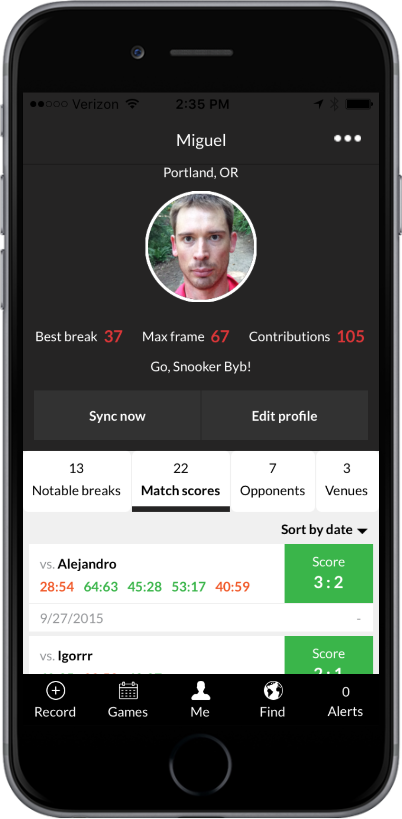 Verizon 2:35 PM
Miguel
Portland, OR
Best break 37 Max frame 67 Contributions 105
Go, Snooker Byb!
Sync now Edit profile
13 22 7 3
Notable breaks Match scores Opponents Venues
Sort by date
vs. Alejandro Score
28:54 64:63 45:28 53:17 40:59 3 : 2
9/27/2015 -
vs. Igorrr Score
0
Record Games Me Find Alerts